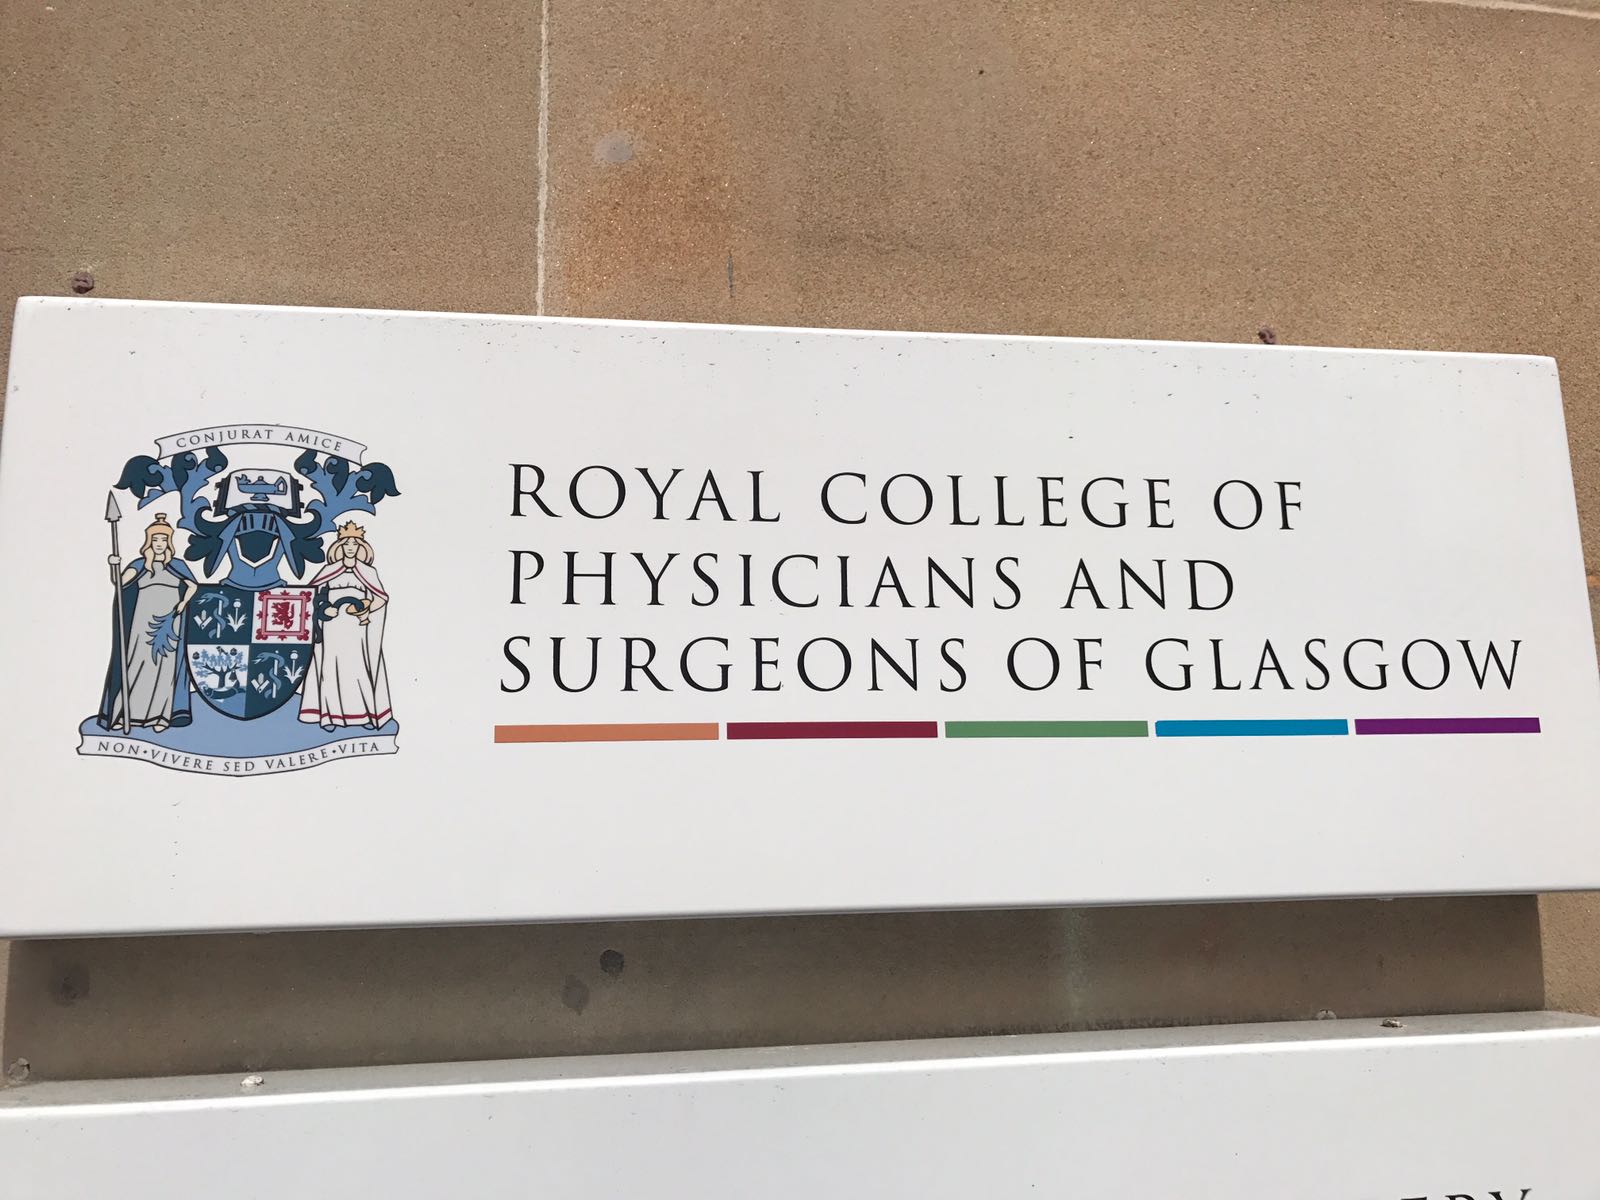 CONJURAT AMICE
NON·VIVERE SED VALERE·VITA
ROYAL COLLEGE OF
PHYSICIANS AND
SURGEONS OF GLASGOW